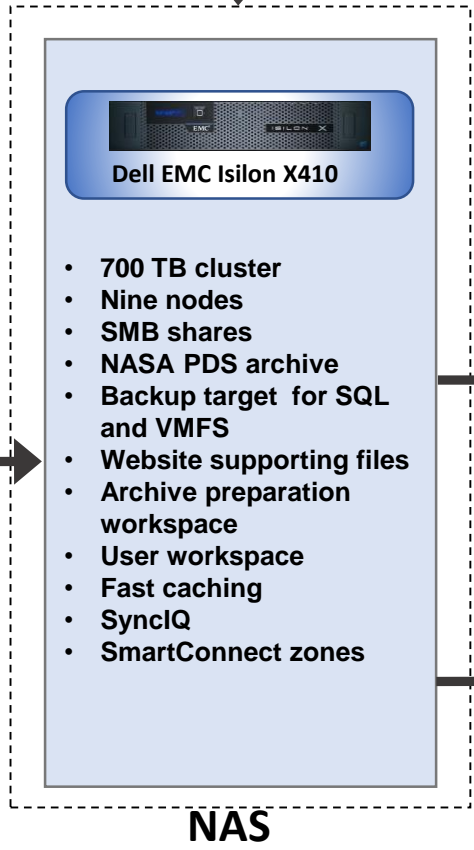 EMC
ISILON X
Dell EMC Isilon X410
• 700 TB cluster
• Nine nodes
• SMB shares
• NASA PDS archive
• Backup target  for SQL
and VMFS
• Website supporting files
• Archive preparation
workspace
• User workspace
• Fast caching
• SyncIQ
• SmartConnect zones
NAS